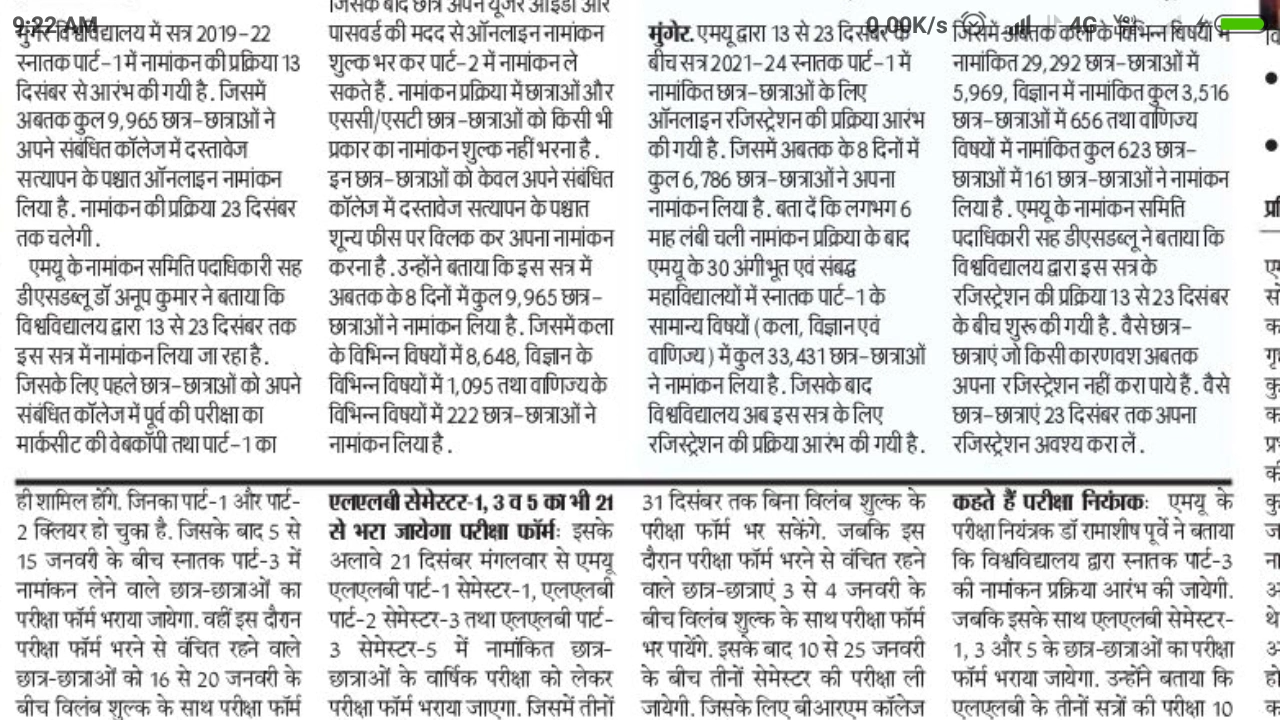 9:22 AM
0.00K/s
4G
जिसके बाद छात्र अपने यूजर आइडी और
मुंगेर विश्वविद्यालय में सत्र 2019-22
स्नातक पार्ट-1 में नामांकन की प्रक्रिया 13
दिसंबर से आरंभ की गयी है. जिसमें
अबतक कुल 9,965 छात्र-छात्राओं ने
अपने संबंधित कॉलेज में दस्तावेज
सत्यापन के पश्चात ऑनलाइन नामांकन
लिया है. नामांकन की प्रक्रिया 23 दिसंबर
तक चलेगी.
एमयू के नामांकन समिति पदाधिकारी सह
डीएसडब्लू डॉ अनूप कुमार ने बताया कि
विश्वविद्यालय द्वारा 13 से 23 दिसंबर तक
इस सत्र में नामांकन लिया जा रहा है.
जिसके लिए पहले छात्र-छात्राओं को अपने
संबंधित कॉलेज में पूर्व की परीक्षा का
मार्कसीट की वेबकॉपी तथा पार्ट-1 का
पासवर्ड की मदद से ऑनलाइन नामांकन
शुल्क भर कर पार्ट-2 में नामांकन ले
सकते हैं. नामांकन प्रक्रिया में छात्राओं और
एससी/एसटी छात्र-छात्राओं को किसी भी
प्रकार का नामांकन शुल्क नहीं भरना है.
इन छात्र-छात्राओं को केवल अपने संबंधित
कॉलेज में दस्तावेज सत्यापन के पश्चात
शून्य फीस पर क्लिक कर अपना नामांकन
करना है. उन्होंने बताया कि इस सत्र में
अबतक के 8 दिनों में कुल 9,965 छात्र-
छात्राओं ने नामांकन लिया है. जिसमें कला
के विभिन्न विषयों में 8,648, विज्ञान के
विभिन्न विषयों में 1,095 तथा वाणिज्य के
विभिन्न विषयों में 222 छात्र-छात्राओं ने
नामांकन लिया है.
मुंगेर. एमयू द्वारा 13 से 23 दिसंबर के
बीच सत्र 2021-24 स्नातक पार्ट-1 में
नामांकित छात्र-छात्राओं के लिए
ऑनलाइन रजिस्ट्रेशन की प्रक्रिया आरंभ
की गयी है. जिसमें अबतक के 8 दिनों में
कुल 6,786 छात्र-छात्राओं ने अपना
नामांकन लिया है. बता दें कि लगभग 6
माह लंबी चली नामांकन प्रक्रिया के बाद
एमयू के 30 अंगीभूत एवं संबद्ध
महाविद्यालयों में स्नातक पार्ट-1 के
सामान्य विषयों (कला, विज्ञान एवं
वाणिज्य) में कुल 33,431 छात्र-छात्राओं
ने नामांकन लिया है. जिसके बाद
विश्वविद्यालय अब इस सत्र के लिए
रजिस्ट्रेशन की प्रक्रिया आरंभ की गयी है.
जिसमें अबतक कला के विभिन्न विषयों में
नामांकित 29,292 छात्र-छात्राओं में
5,969, विज्ञान में नामांकित कुल 3,516
छात्र-छात्राओं में 656 तथा वाणिज्य
विषयों में नामांकित कुल 623 छात्र-
छात्राओं में 161 छात्र-छात्राओं ने नामांकन
लिया है. एमयू के नामांकन समिति
पदाधिकारी सह डीएसडब्लू ने बताया कि
विश्वविद्यालय द्वारा इस सत्र के
रजिस्ट्रेशन की प्रक्रिया 13 से 23 दिसंबर
के बीच शुरू की गयी है. वैसे छात्र-
छात्राएं जो किसी कारणवश अबतक
अपना रजिस्ट्रेशन नहीं करा पाये हैं. वैसे
छात्र-छात्राएं 23 दिसंबर तक अपना
रजिस्ट्रेशन अवश्य करा लें.
ही शामिल होंगे. जिनका पार्ट-1 और पार्ट-
2 क्लियर हो चुका है. जिसके बाद 5 से
15 जनवरी के बीच स्नातक पार्ट-3 में
नामांकन लेने वाले छात्र-छात्राओं का
परीक्षा फॉर्म भराया जायेगा. वहीं इस दौरान
परीक्षा फॉर्म भरने से वंचित रहने वाले
छात्र-छात्राओं को 16 से 20 जनवरी के
बीच विलंब शुल्क के साथ परीक्षा फॉर्म
एलएलबी सेमेस्टर-1, 3 व 5 का भी 21
से भरा जायेगा परीक्षा फॉर्म: इसके
अलावे 21 दिसंबर मंगलवार से एमयू
एलएलबी पार्ट-1 सेमेस्टर-1, एलएलबी
पार्ट-2 सेमेस्टर-3 तथा एलएलबी पार्ट-
3 सेमेस्टर-5 में नामांकित छात्र-
छात्राओं के वार्षिक परीक्षा को लेकर
परीक्षा फॉर्म भराया जाएगा. जिसमें तीनों
31 दिसंबर तक बिना विलंब शुल्क के
परीक्षा फॉर्म भर सकेंगे. जबकि इस
दौरान परीक्षा फॉर्म भरने से वंचित रहने
वाले छात्र-छात्राएं 3 से 4 जनवरी के
बीच विलंब शुल्क के साथ परीक्षा फॉर्म
भर पायेंगे. इसके बाद 10 से 25 जनवरी
के बीच तीनों सेमेस्टर की परीक्षा ली
जायेगी. जिसके लिए बीआरएम कॉलेज
कहते हैं परीक्षा नियंत्रक: एमयू के
परीक्षा नियंत्रक डॉ रामाशीष पूर्वे ने बताया
कि विश्वविद्यालय द्वारा स्नातक पार्ट-3
की नामांकन प्रक्रिया आरंभ की जायेगी.
जबकि इसके साथ एलएलबी सेमेस्टर-
1, 3 और 5 के छात्र-छात्राओं का परीक्षा
फॉर्म भराया जायेगा. उन्होंने बताया कि
एलएलबी के तीनों सत्रों की परीक्षा 10